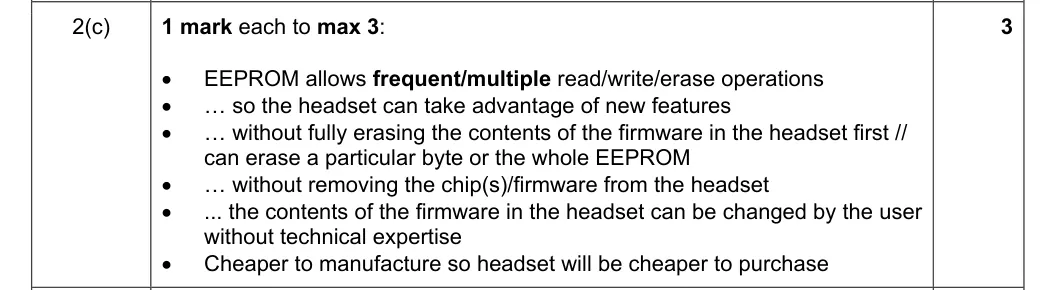 2(c)
1 mark each to max 3:
3
• EEPROM allows frequent/multiple read/write/erase operations
• … so the headset can take advantage of new features
• … without fully erasing the contents of the firmware in the headset first //
can erase a particular byte or the whole EEPROM
• … without removing the chip(s)/firmware from the headset
• ... the contents of the firmware in the headset can be changed by the user
without technical expertise
• Cheaper to manufacture so headset will be cheaper to purchase